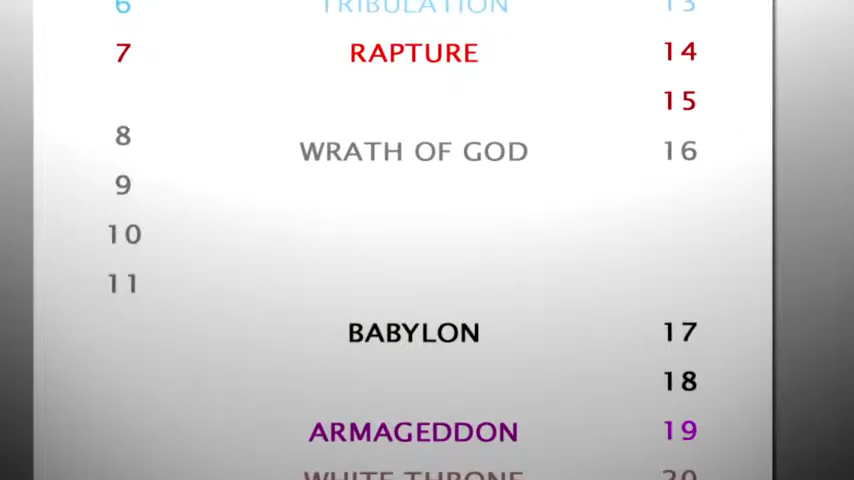 6 TRIBULATION 13
7 RAPTURE 14
15
8 WRATH OF GOD 16
9
10
11
BABYLON 17
18
ARMAGEDDON 19
WHITE THRONE 20